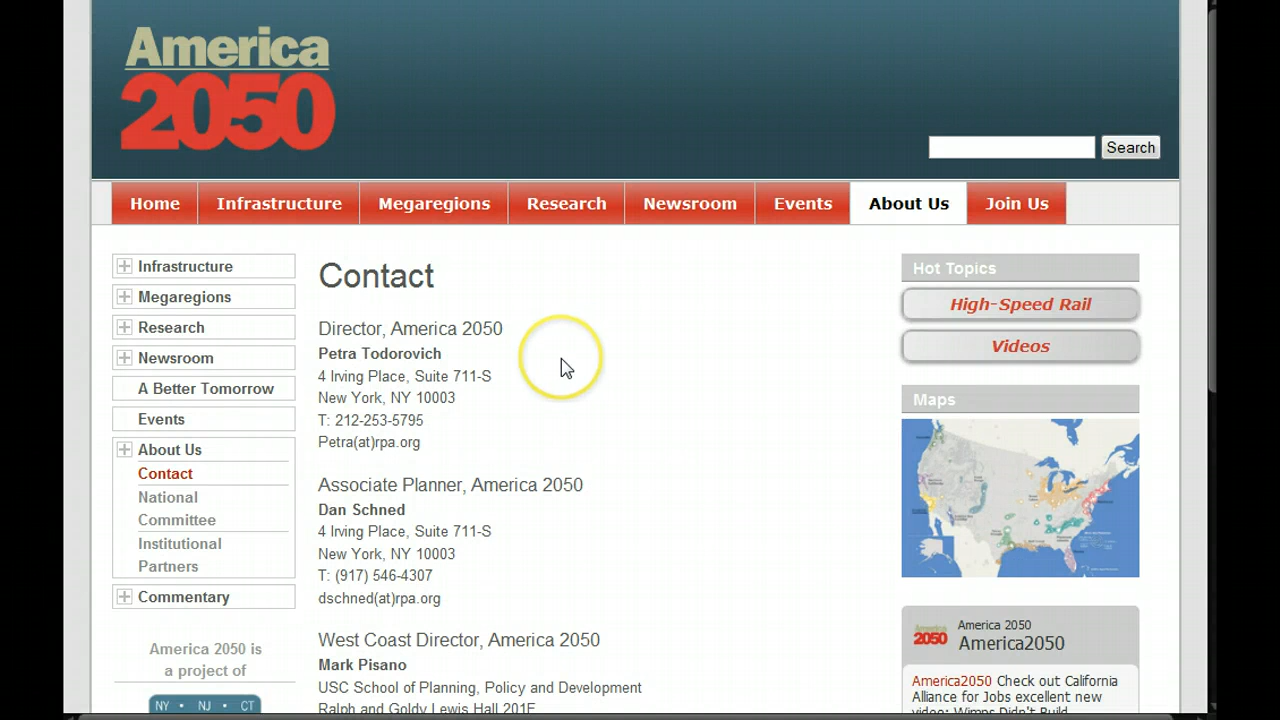 America
2050
Search
Home
Infrastructure
Megaregions
Research
Newsroom
Events
About Us
Join Us
Infrastructure
Megaregions
Research
Newsroom
A Better Tomorrow
Events
About Us
Contact
National
Committee
Institutional
Partners
Commentary
America 2050 is
a project of
NY • NJ • CT
Contact
Director, America 2050
Petra Todorovich
4 Irving Place, Suite 711-S
New York, NY 10003
T: 212-253-5795
Petra(at)rpa.org
Associate Planner, America 2050
Dan Schned
4 Irving Place, Suite 711-S
New York, NY 10003
T: (917) 546-4307
dschned(at)rpa.org
West Coast Director, America 2050
Mark Pisano
USC School of Planning, Policy and Development
Ralph and Goldy Lewis Hall 201E
Hot Topics
High-Speed Rail
Videos
Maps
America
2050
America 2050
America2050
America2050 Check out California
Alliance for Jobs excellent new
video: Wimps Didn't Build